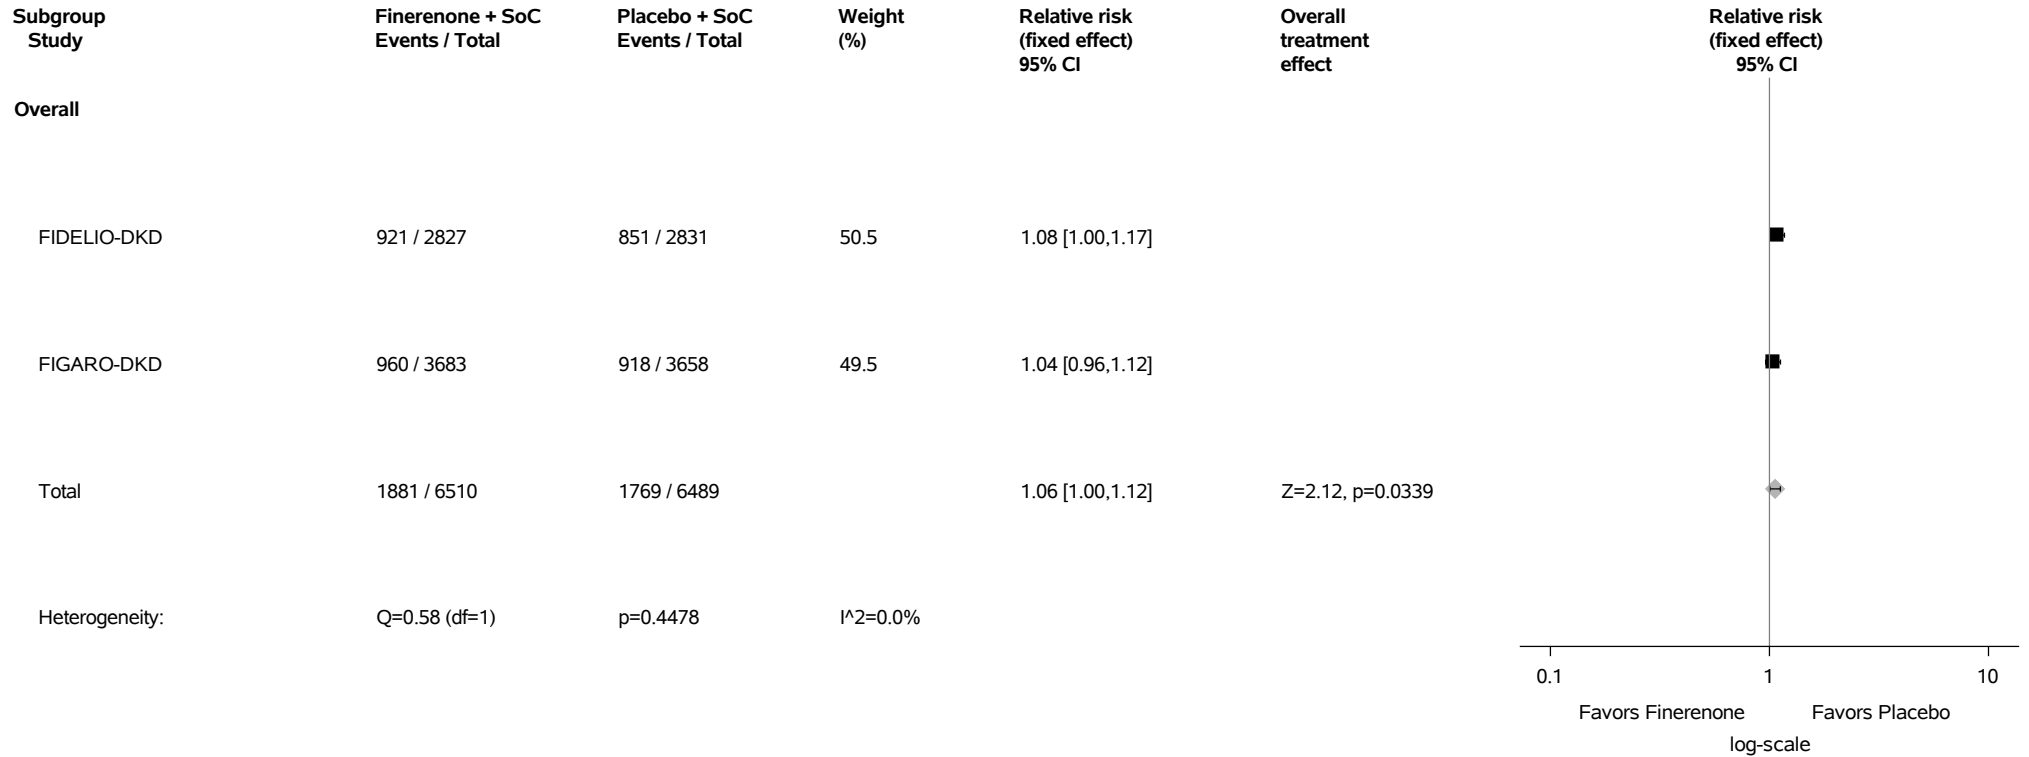 Subgroup Finerenone + SoC Placebo + SoC Weight Relative risk Overall Relative risk
Study Events / Total Events / Total (%) (fixed effect) treatment (fixed effect)
95% CI effect 95% CI
Overall
FIDELIO-DKD 921 / 2827 851 / 2831 50.5 1.08 [1.00,1.17]
FIGARO-DKD 960 / 3683 918 / 3658 49.5 1.04 [0.96,1.12]
Total 1881 / 6510 1769 / 6489 1.06 [1.00,1.12] Z=2.12, p=0.0339
Heterogeneity: Q=0.58 (df=1) p=0.4478 I^2=0.0%
0.1 1 10
Favors Finerenone Favors Placebo
log-scale